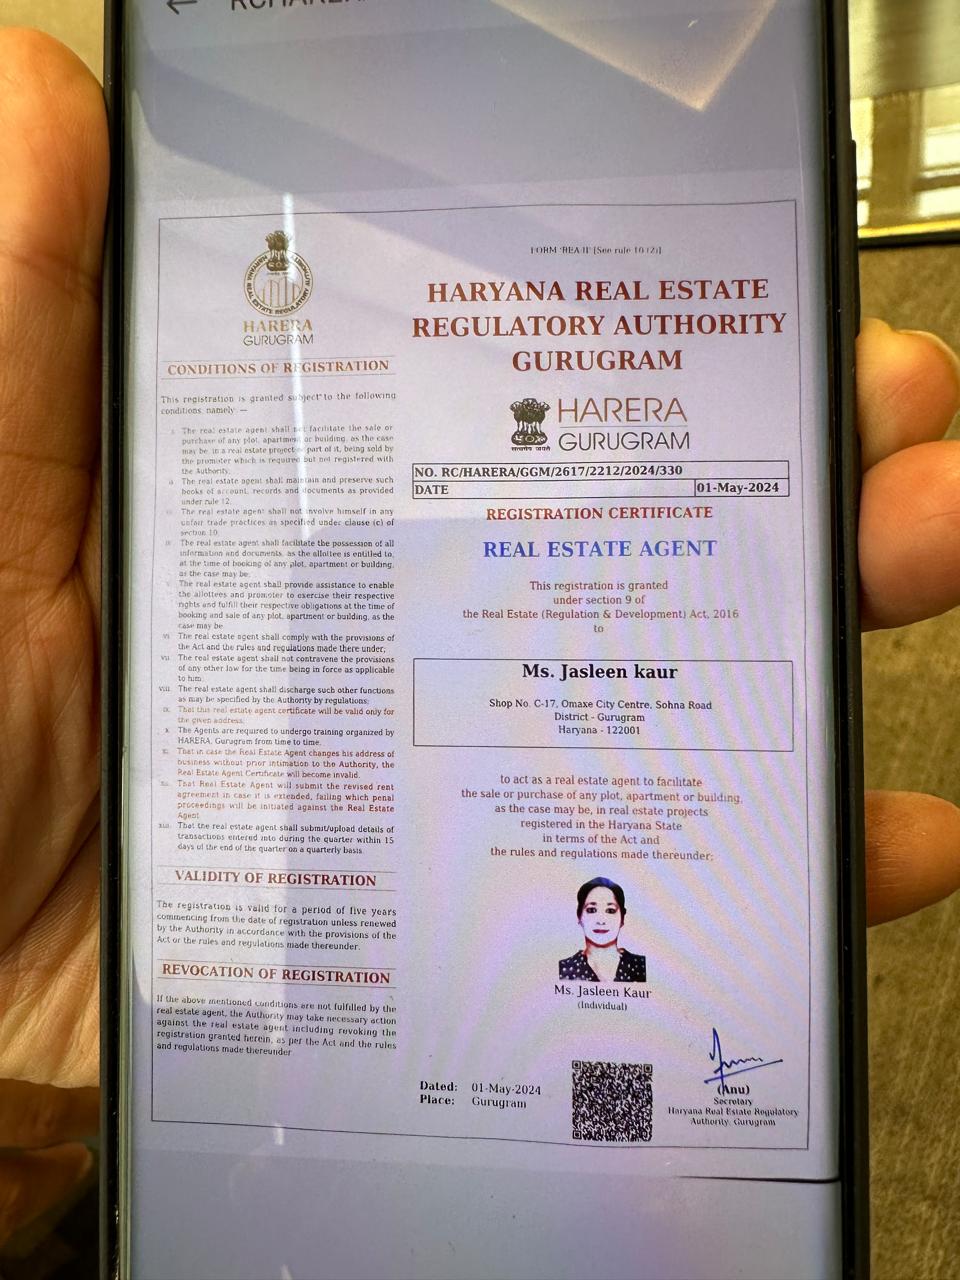 HARERA
GURUGRAM
CONDITIONS OF REGISTRATION
This registration is granted subject to the following
conditions, namely: —
i. The real estate agent shall not facilitate the sale or
purchase of any plot, apartment or building, as the case
may be, in a real estate project or part of it, being sold by
the promoter which is required but not registered with
the Authority;
ii. The real estate agent shall maintain and preserve such
books of account, records and documents as provided
under rule 12;
iii. The real estate agent shall not involve himself in any
unfair trade practices as specified under clause (c) of
section 10;
iv. The real estate agent shall facilitate the possession of all
information and documents, as the allottee is entitled to,
at the time of booking of any plot, apartment or building,
as the case may be;
v. The real estate agent shall provide assistance to enable
the allottees and promoter to exercise their respective
rights and fulfill their respective obligations at the time of
booking and sale of any plot, apartment or building, as the
case may be
vi. The real estate agent shall comply with the provisions of
the Act and the rules and regulations made there under;
vii. The real estate agent shall not contravene the provisions
of any other law for the time being in force as applicable
to him;
viii. The real estate agent shall discharge such other functions
as may be specified by the Authority by regulations;
ix. That this real estate agent certificate will be valid only for
the given address.
x. The Agents are required to undergo training organized by
HARERA, Gurugram from time to time.
xi. That in case the Real Estate Agent changes his address of
business without prior intimation to the Authority, the
Real Estate Agent Certificate will become invalid.
xii. That Real Estate Agent will submit the revised rent
agreement in case it is extended, failing which penal
proceedings will be initiated against the Real Estate
Agent
xiii. That the real estate agent shall submit/upload details of
transactions entered into during the quarter within 15
days of the end of the quarter on a quarterly basis.
VALIDITY OF REGISTRATION
The registration is valid for a period of five years
commencing from the date of registration unless renewed
by the Authority in accordance with the provisions of the
Act or the rules and regulations made thereunder.
REVOCATION OF REGISTRATION
If the above mentioned conditions are not fulfilled by the
real estate agent, the Authority may take necessary action
against the real estate agent including revoking the
registration granted herein, as per the Act and the rules
and regulations made thereunder
FORM 'REA-II' [See rule 10 (2)]
HARYANA REAL ESTATE
REGULATORY AUTHORITY
GURUGRAM
HARERA
GURUGRAM
सत्यमेव जयते
NO. RC/HARERA/GGM/2617/2212/2024/330
DATE 01-May-2024
REGISTRATION CERTIFICATE
REAL ESTATE AGENT
This registration is granted
under section 9 of
the Real Estate (Regulation & Development) Act, 2016
to
Ms. Jasleen kaur
Shop No. C-17, Omaxe City Centre, Sohna Road
District - Gurugram
Haryana - 122001
to act as a real estate agent to facilitate
the sale or purchase of any plot, apartment or building,
as the case may be, in real estate projects
registered in the Haryana State
in terms of the Act and
the rules and regulations made thereunder;
Ms. Jasleen Kaur
(Individual)
Dated: 01-May-2024
Place: Gurugram
(Anu)
Secretary
Haryana Real Estate Regulatory
Authority, Gurugram